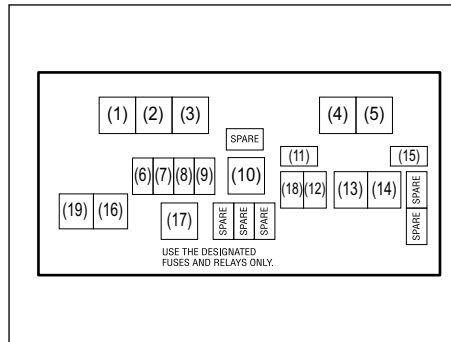 (1) (2) (3) (4) (5)
SPARE
(11) (15)
(6) (7) (8) (9) (10)
(18) (12) (13) (14) SPARE
(19) (16) (17) SPARE SPARE SPARE SPARE
USE THE DESIGNATED
FUSES AND RELAYS ONLY.